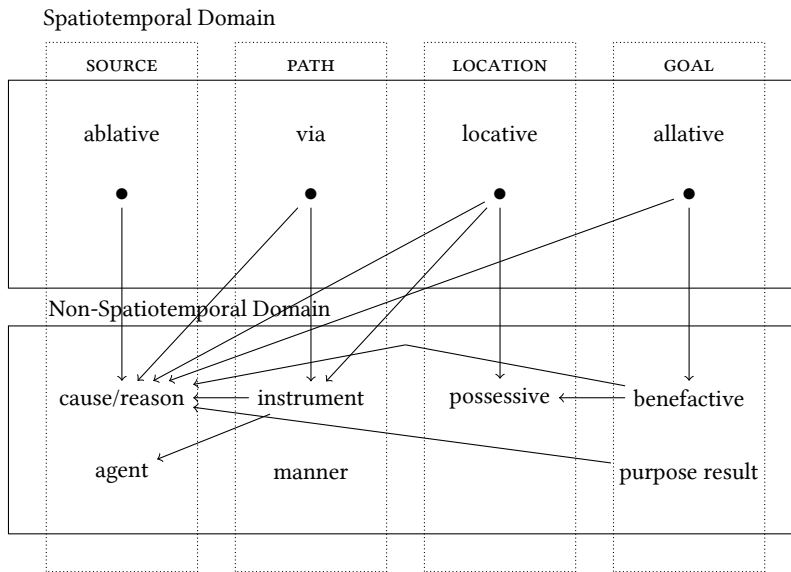 Spatiotemporal Domain
SOURCE PATH LOCATION GOAL
ablative via locative allative
Non-Spatiotemporal Domain
cause/reason instrument possessive benefactive
agent manner purpose result